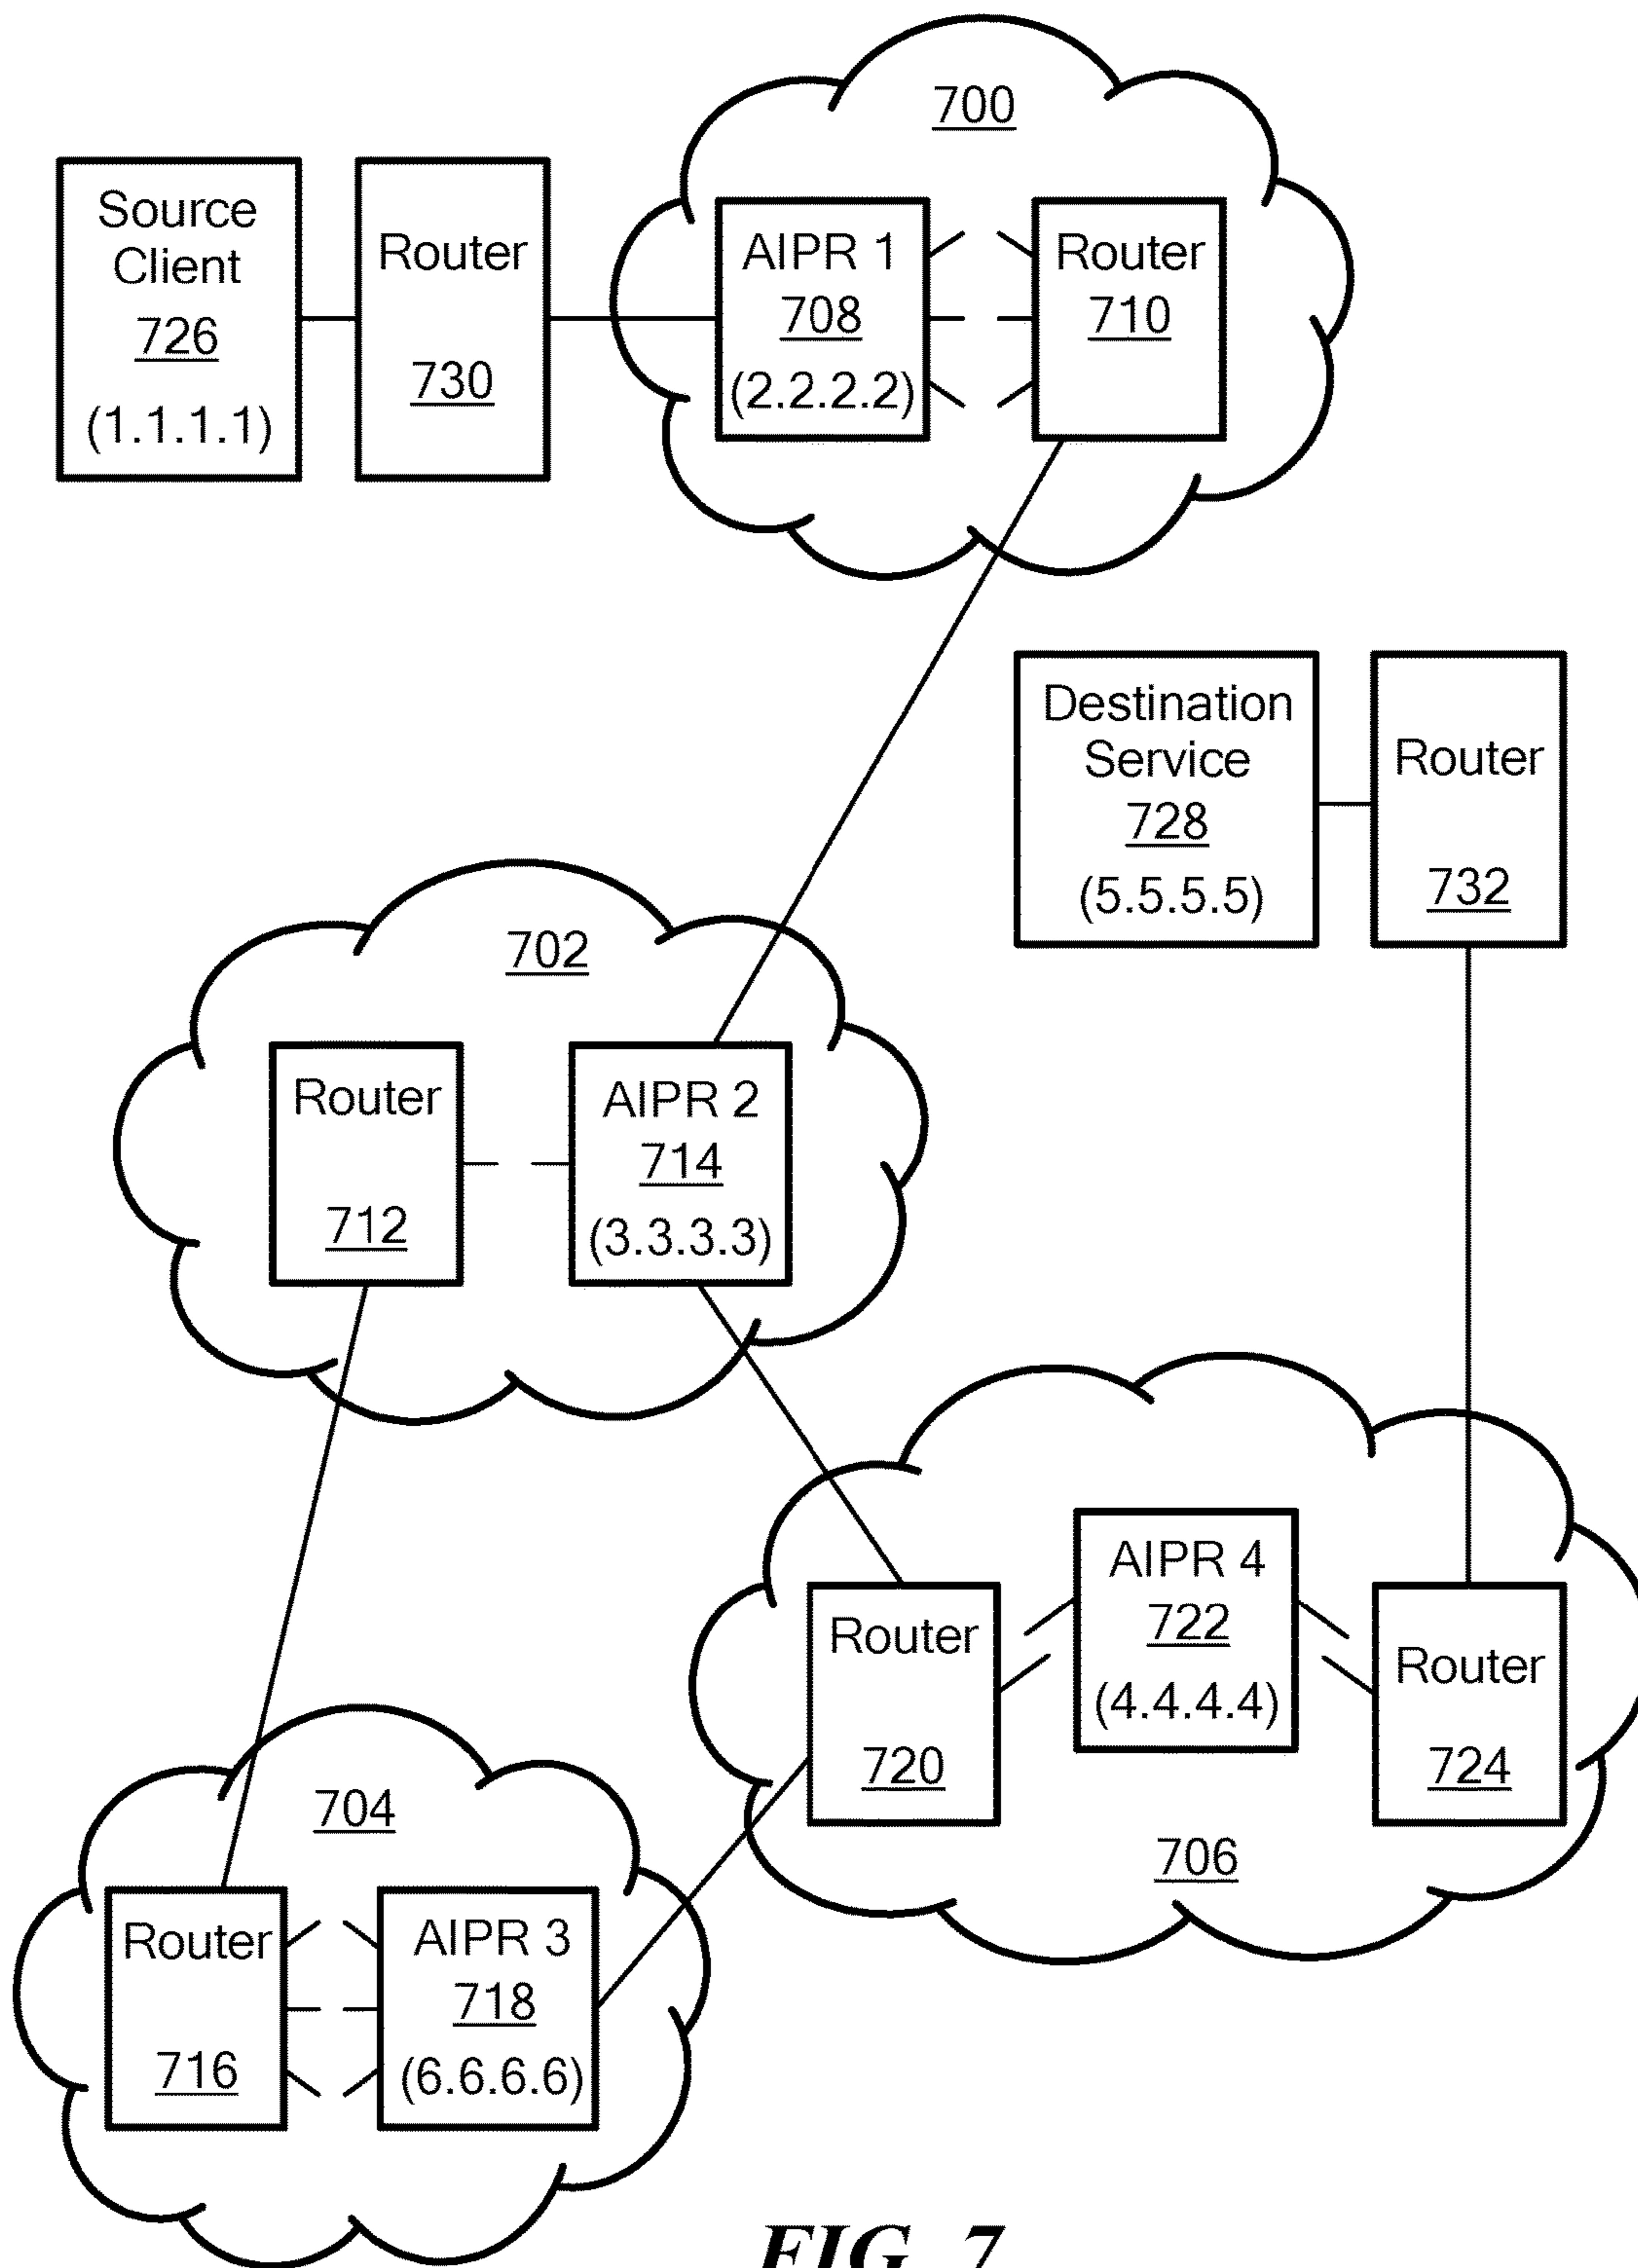 700
Source
Client
726
(1.1.1.1)
Router
730
AIPR 1
708
(2.2.2.2)
Router
710
Destination
Service
728
(5.5.5.5)
Router
732
702
Router
712
AIPR 2
714
(3.3.3.3)
Router
720
AIPR 4
722
(4.4.4.4)
Router
724
706
704
Router
716
AIPR 3
718
(6.6.6.6)
FIG. 7